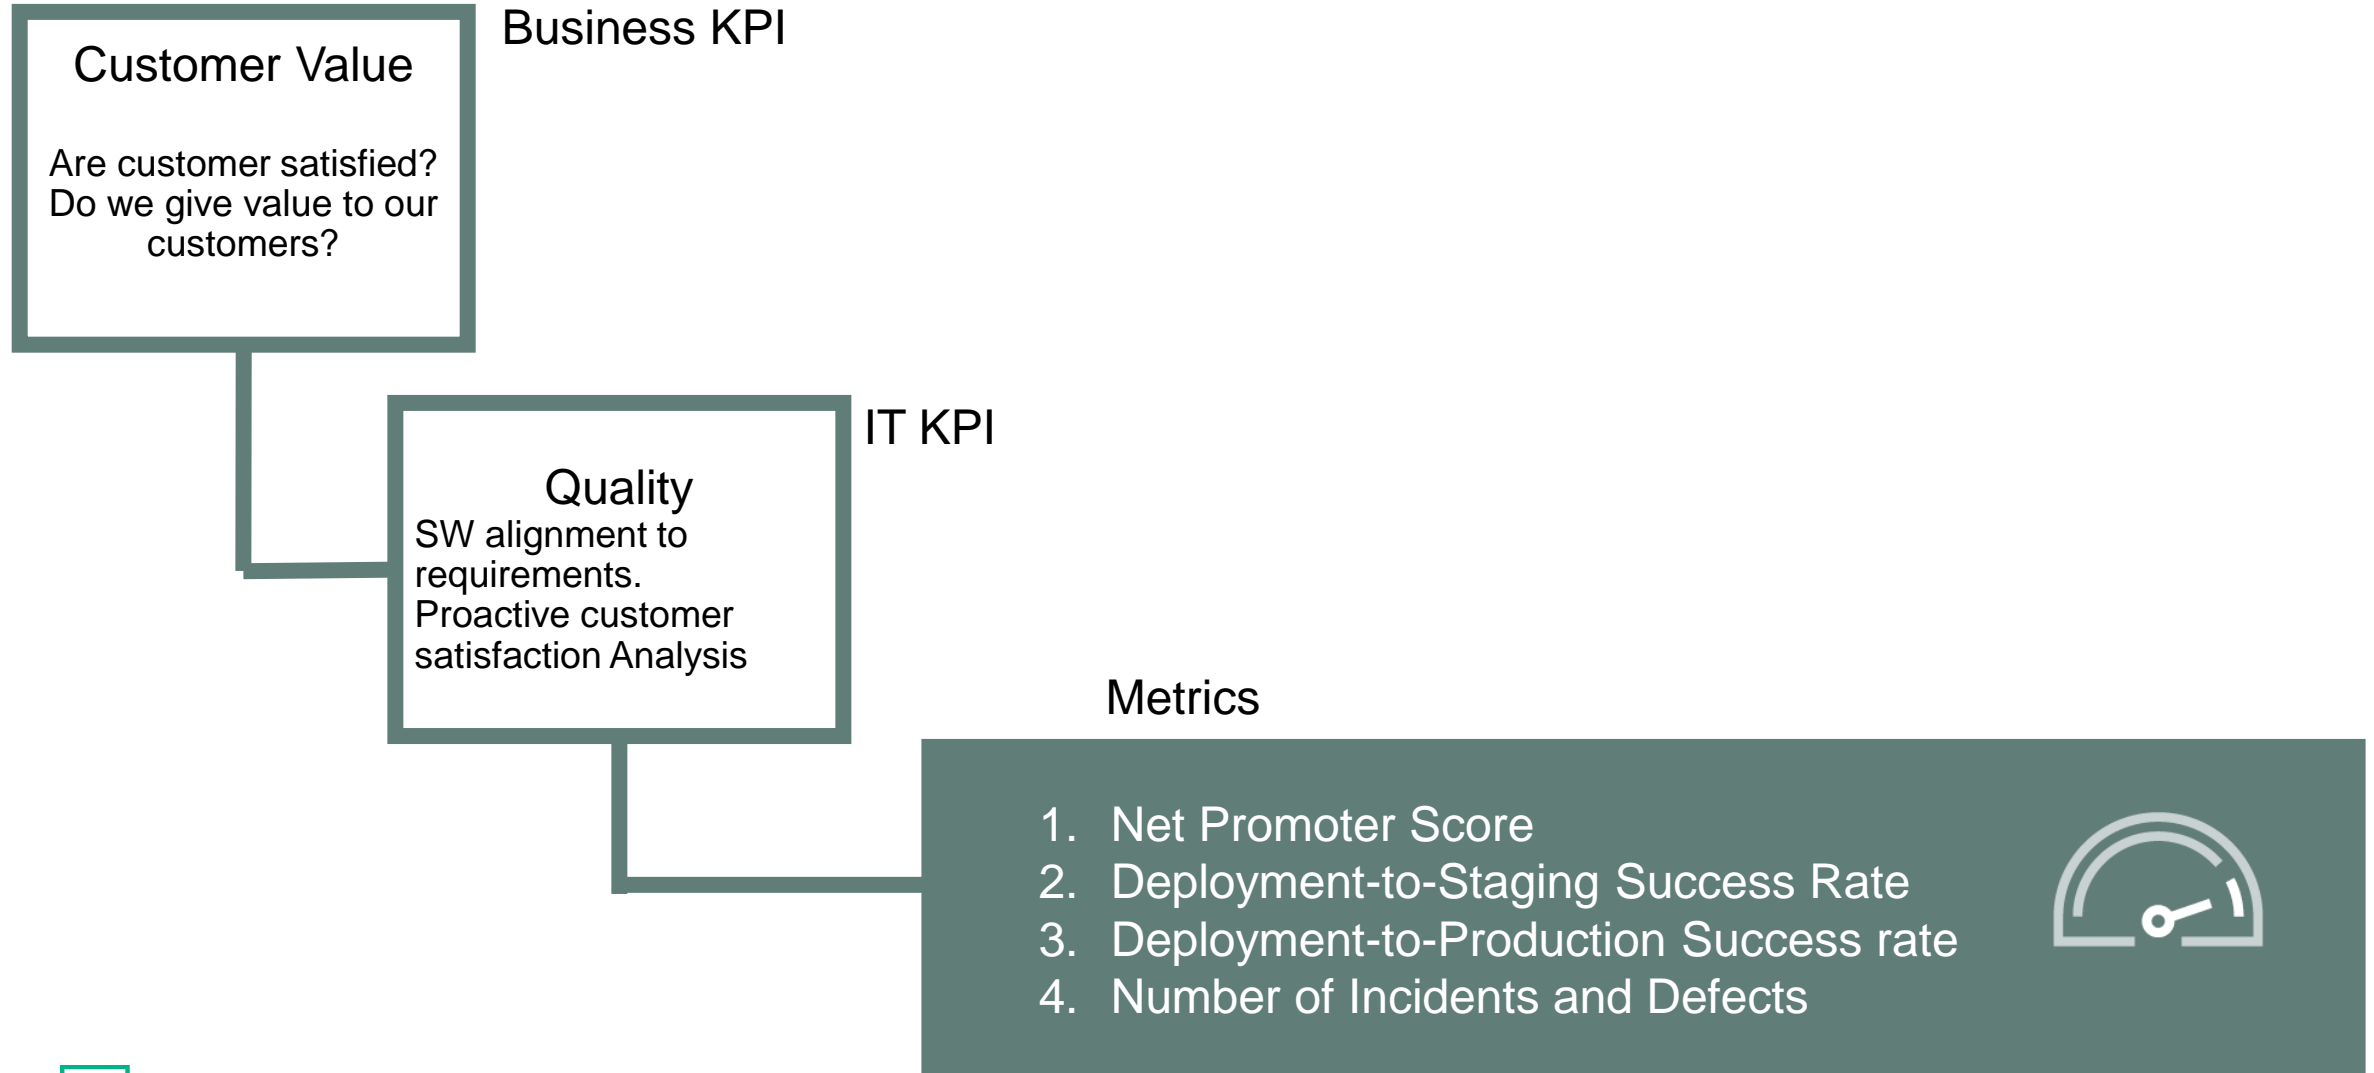 Business KPI
Customer Value
Are customer satisfied?
Do we give value to our
customers?
IT KPI
Quality
SW alignment to
requirements.
Proactive customer
satisfaction Analysis
Metrics
1. Net Promoter Score
2. Deployment-to-Staging Success Rate
3. Deployment-to-Production Success rate
4. Number of Incidents and Defects